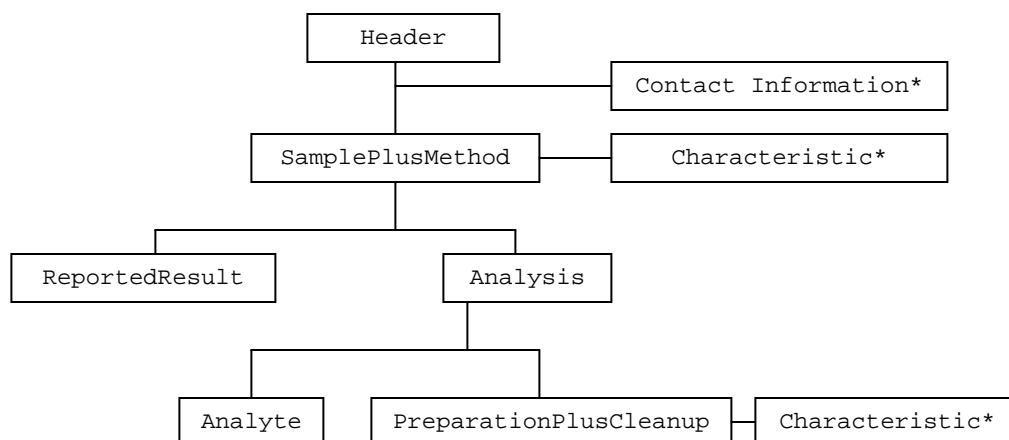 Header
Contact Information*
SamplePlusMethod
Characteristic*
ReportedResult
Analysis
Analyte
PreparationPlusCleanup
Characteristic*